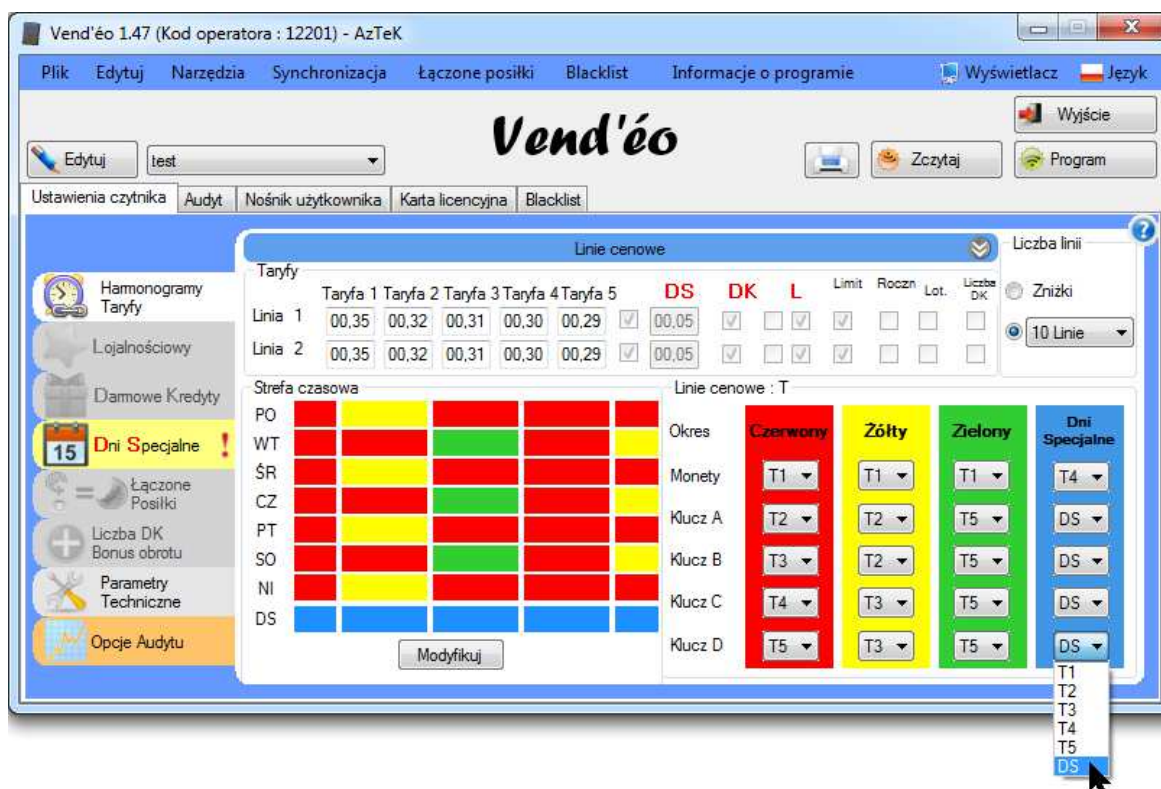 Vend'éo 1.47 (Kod operatora : 12201) - AzTeK
Plik Edytuj Narzędzia Synchronizacja Łączone posiłki Blacklist Informacje o programie Wyświetlacz Język
Vend'éo
Wyjście
Edytuj test Zczytaj Program
Ustawienia czytnika Audyt Nośnik użytkownika Karta licencyjna Blacklist
Linie cenowe
Liczba linii
Zniżki
10 Linie
Harmonogramy
Taryfy
Lojalnościowy
Darmowe Kredyty
15
Dni Specjalne !
Łączone
Posiłki
Liczba DK
Bonus obrotu
Parametry
Techniczne
Opcje Audytu
Taryfy
Taryfa 1 Taryfa 2 Taryfa 3 Taryfa 4 Taryfa 5 DS DK L Limit Roczn Lot. Liczba DK
Linia 1 00,35 00,32 00,31 00,30 00,29 00,05
Linia 2 00,35 00,32 00,31 00,30 00,29 00,05
Strefa czasowa
PO
WT
ŚR
CZ
PT
SO
NI
DS
Modyfikuj
Linie cenowe : T
Okres Czerwony Żółty Zielony Dni Specjalne
Monety T1 T1 T1 T4
Klucz A T2 T2 T5 DS
Klucz B T3 T2 T5 DS
Klucz C T4 T3 T5 DS
Klucz D T5 T3 T5 DS
T1
T2
T3
T4
T5
DS